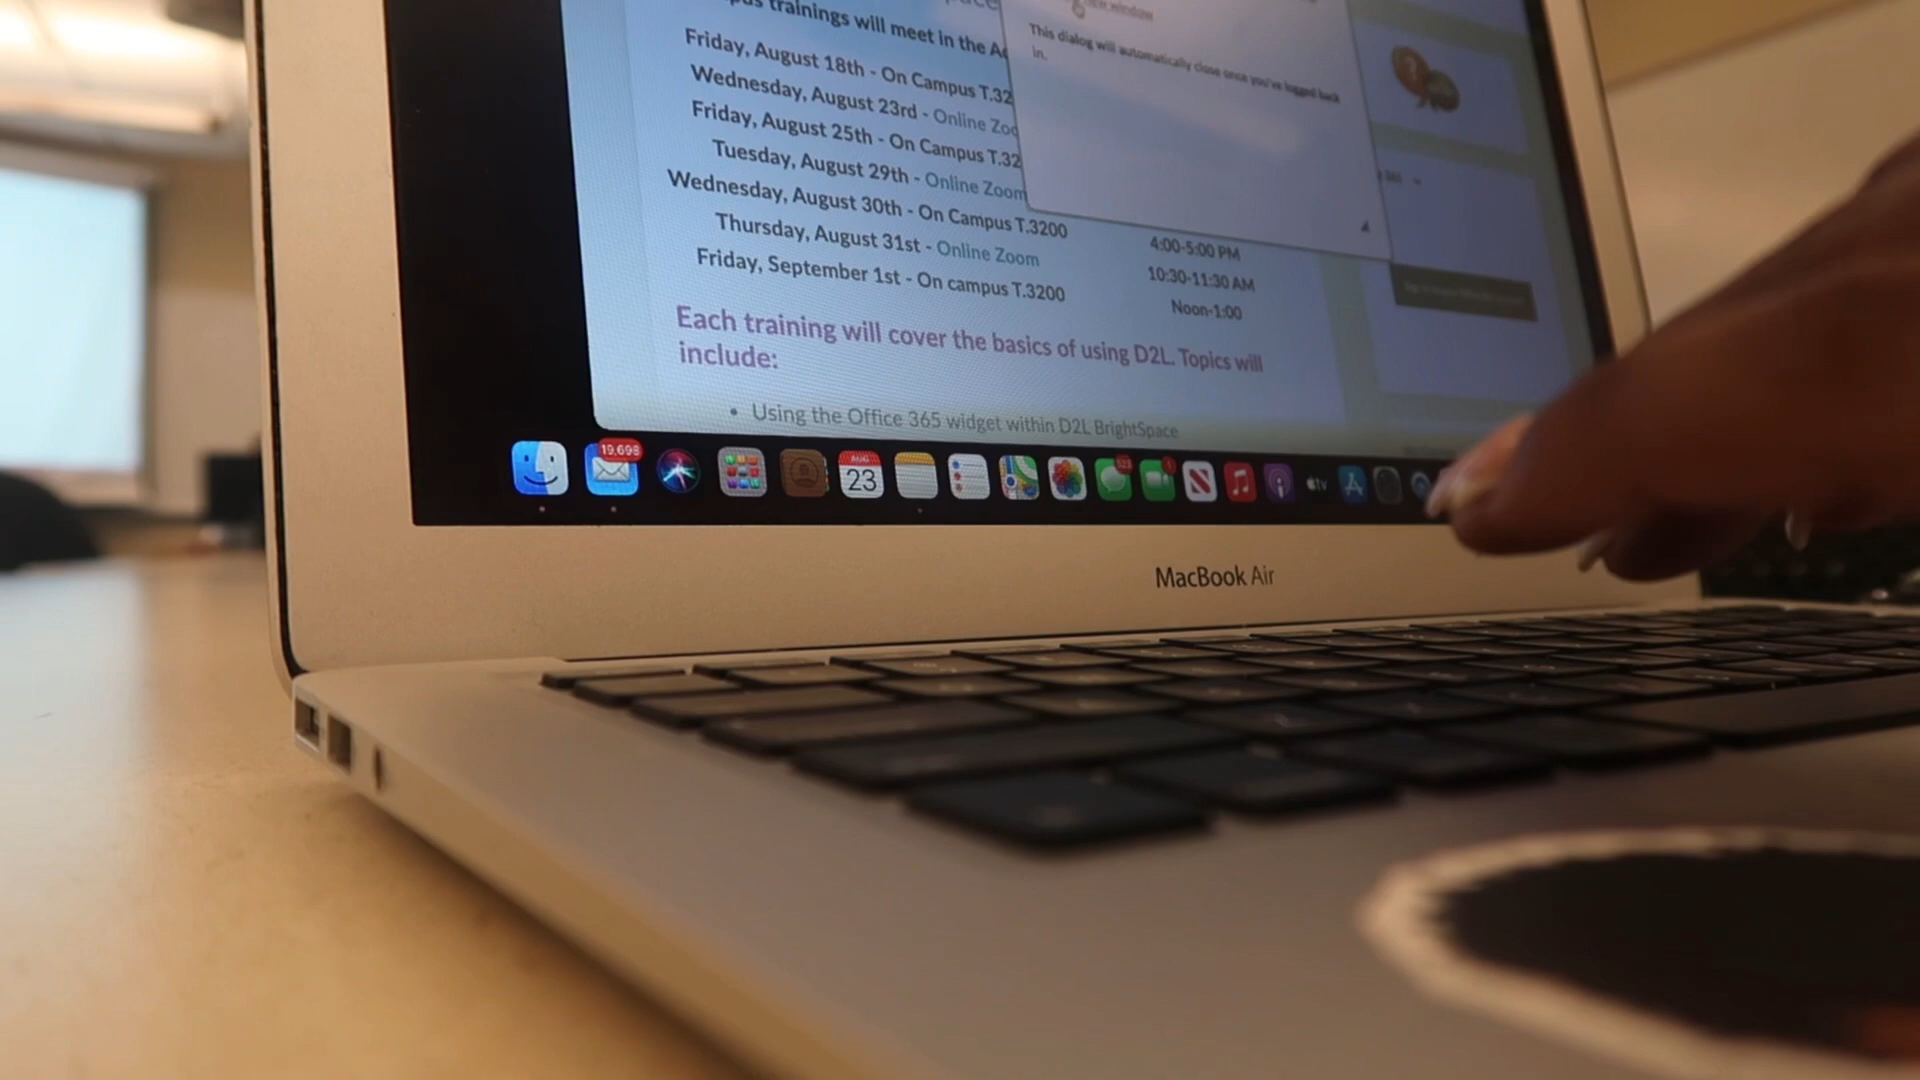 trainings will meet in the
Friday, August 18th - On Campus T.32
Wednesday, August 23rd - Online Zoo
Friday, August 25th - On Campus T.32
Tuesday, August 29th - Online Zoom
Wednesday, August 30th - On Campus T.3200
Thursday, August 31st - Online Zoom
Friday, September 1st - On campus T.3200
4:00-5:00 PM
10:30-11:30 AM
Noon-1:00
Each training will cover the basics of using D2L. Topics will
include:
• Using the Office 365 widget within D2L BrightSpace
window
This dialog will automatically close once you've logged back
in.
19,698
AUG
23
tv
MacBook Air